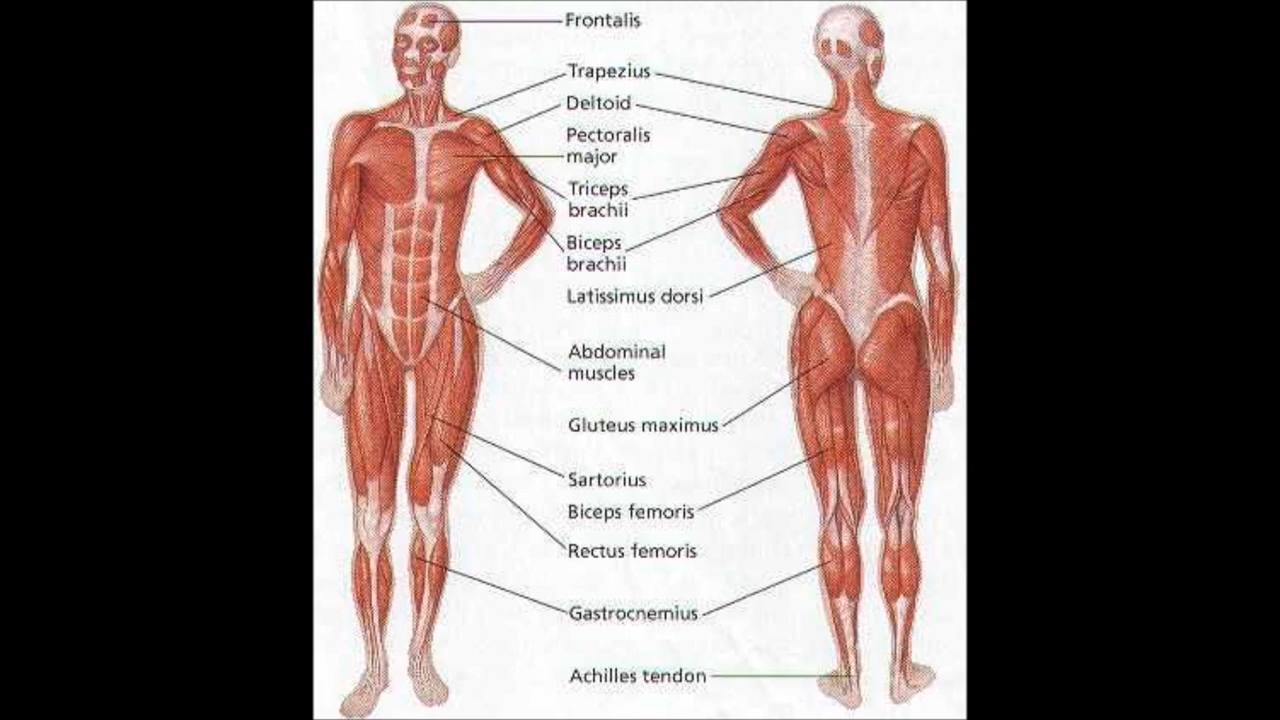 Frontalis
Trapezius
Deltoid
Pectoralis
major
Triceps
brachii
Biceps
brachii
Latissimus dorsi
Abdominal
muscles
Gluteus maximus
Sartorius
Biceps femoris
Rectus femoris
Gastrocnemius
Achilles tendon